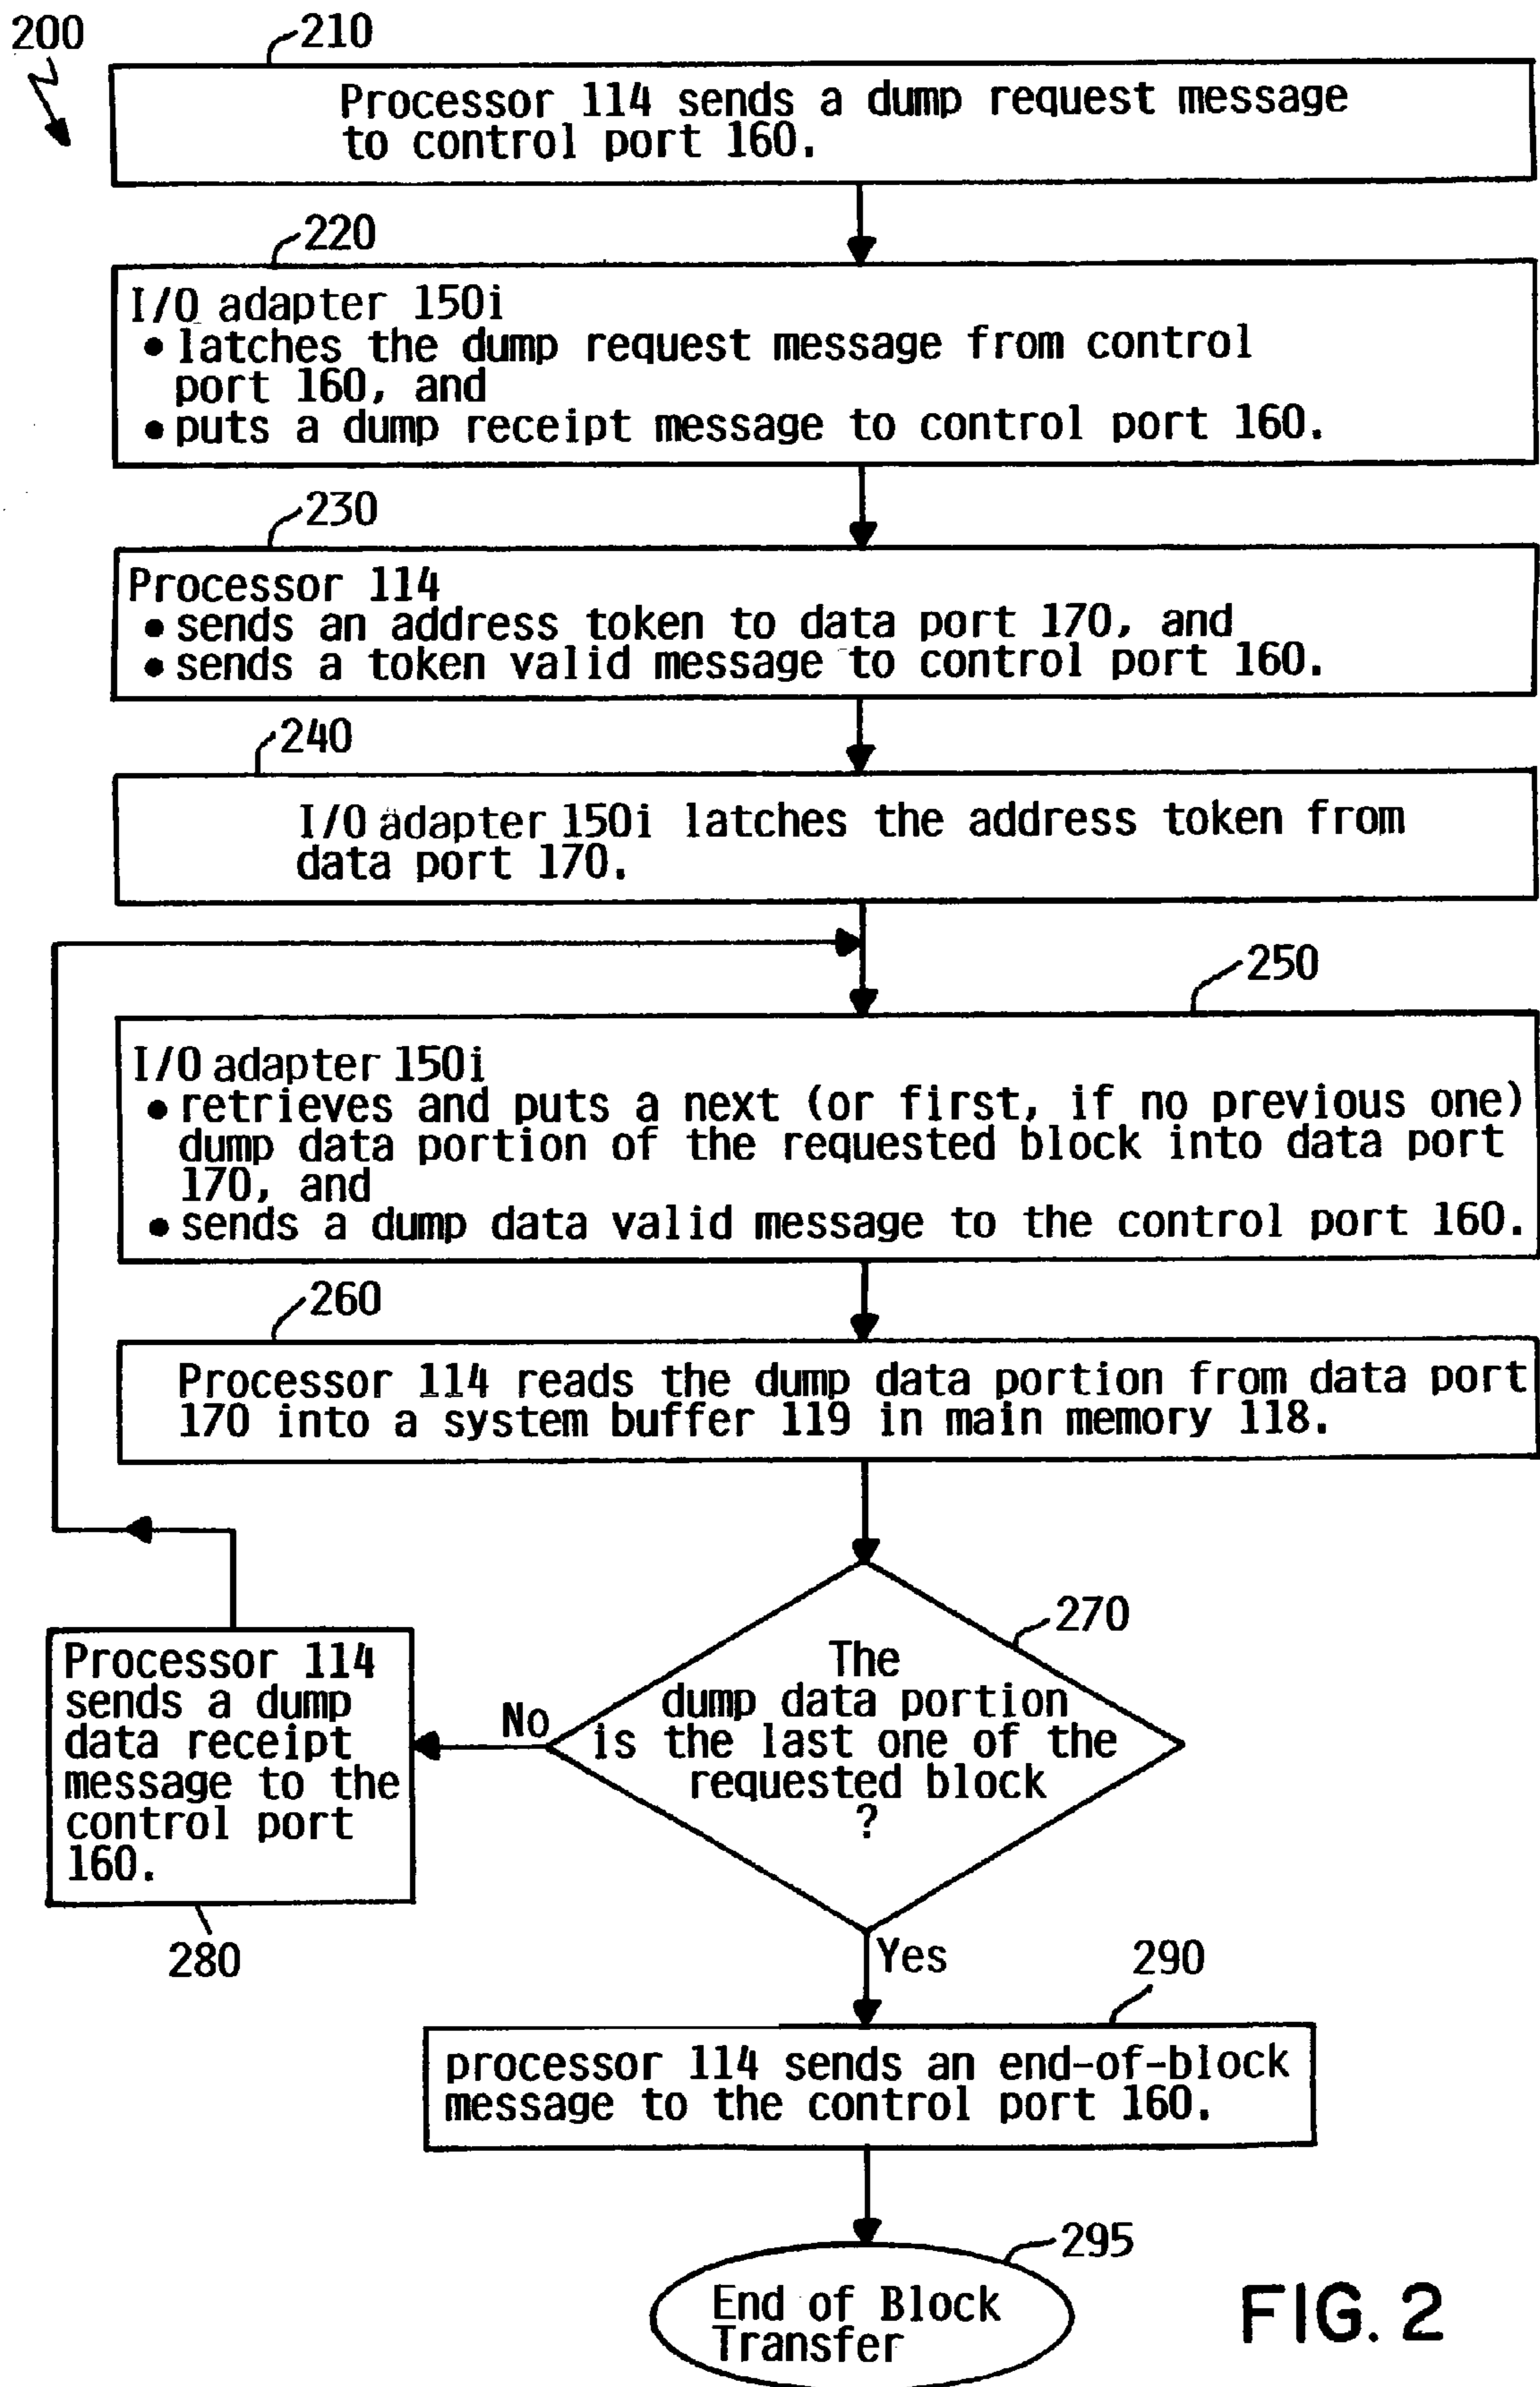 200
210
Processor 114 sends a dump request message
to control port 160.
220
I/O adapter 150i
• latches the dump request message from control
port 160, and
• puts a dump receipt message to control port 160.
230
Processor 114
• sends an address token to data port 170, and
• sends a token valid message to control port 160.
240
I/O adapter 150i latches the address token from
data port 170.
250
I/O adapter 150i
• retrieves and puts a next (or first, if no previous one)
dump data portion of the requested block into data port
170, and
• sends a dump data valid message to the control port 160.
260
Processor 114 reads the dump data portion from data port
170 into a system buffer 119 in main memory 118.
270
The
dump data portion
is the last one of the
requested block
?
No
Processor 114
sends a dump
data receipt
message to the
control port
160.
280
Yes
290
processor 114 sends an end-of-block
message to the control port 160.
295
End of Block
Transfer
FIG. 2